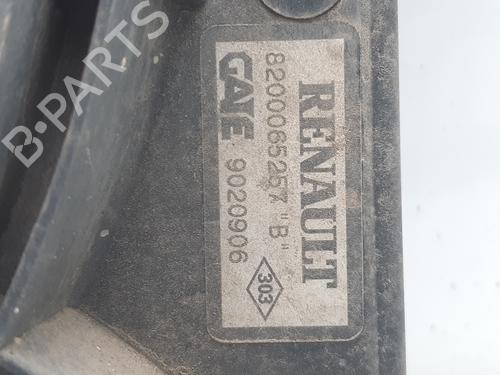 RENAULT
8200065257 "B"
GATE 9020906
303
B-PARTS